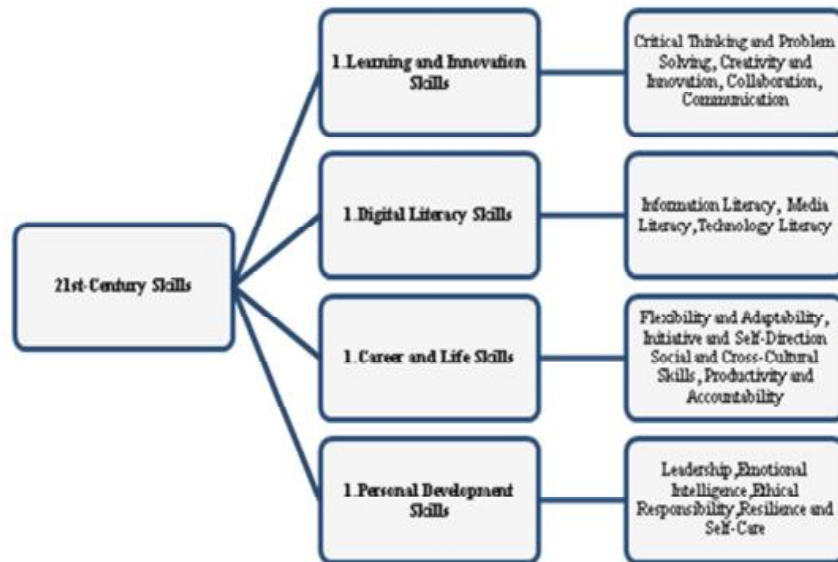 21st-Century Skills
1.Learning and Innovation
Skills
Critical Thinking and Problem
Solving, Creativity and
Innovation, Collaboration,
Communication
1.Digital Literacy Skills
Information Literacy, Media
Literacy,Technology Literacy
1.Career and Life Skills
Flexibility and Adaptability,
Initiative and Self-Direction
Social and Cross-Cultural
Skills, Productivity and
Accountability
1.Personal Development
Skills
Leadership,Emotional
Intelligence,Ethical
Responsibility,Resilience and
Self-Care